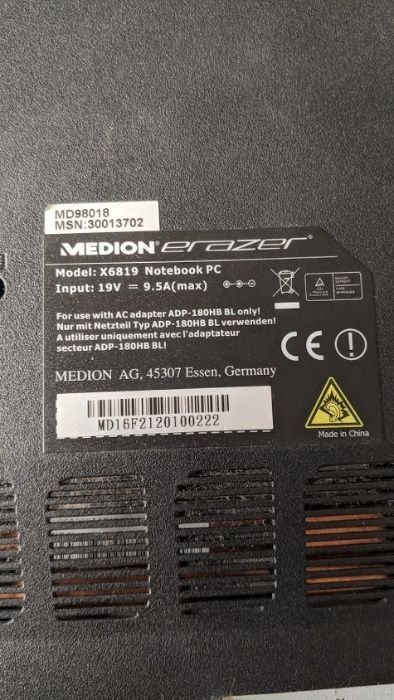 MD98018
MSN:30013702
MEDION erazer
Model: X6819 Notebook PC
Input: 19V ⎓ 9.5A(max)
For use with AC adapter ADP-180HB BL only!
Nur mit Netzteil Typ ADP-180HB BL verwenden!
A utiliser uniquement avec l'adaptateur
secteur ADP-180HB BL!
CE
MEDION AG, 45307 Essen, Germany
MD16F2120100222
Made in China